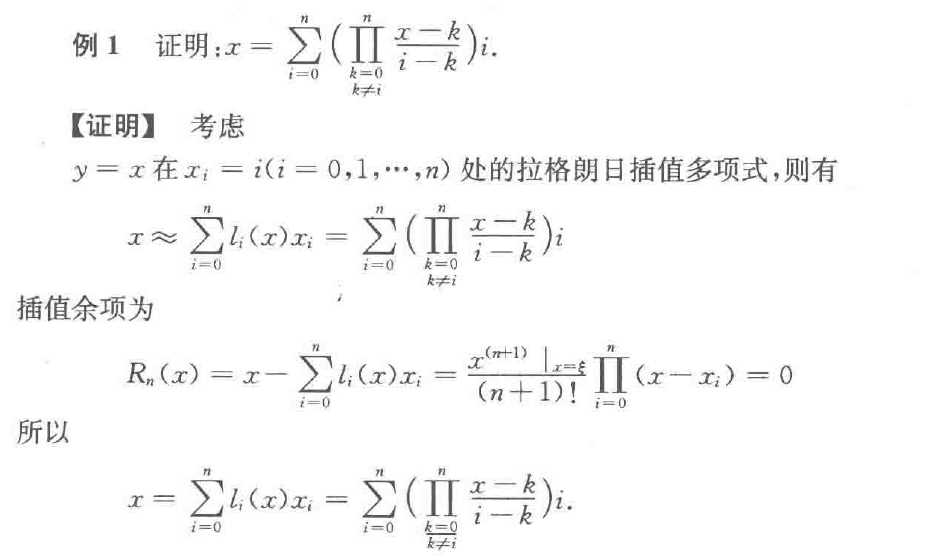 例 1 证明:$x = \sum_{i=0}^{n} \left( \prod_{\substack{k=0 \\ k \neq i}}^{n} \frac{x-k}{i-k} \right) i.$
【证明】 考虑
$y = x$ 在 $x_i = i (i = 0,1,\cdots,n)$ 处的拉格朗日插值多项式,则有
$x \approx \sum_{i=0}^{n} l_i(x) x_i = \sum_{i=0}^{n} \left( \prod_{\substack{k=0 \\ k \neq i}}^{n} \frac{x-k}{i-k} \right) i$
插值余项为
$R_n(x) = x - \sum_{i=0}^{n} l_i(x) x_i = \frac{x^{(n+1)} |_{x=\xi}}{(n+1)!} \prod_{i=0}^{n} (x - x_i) = 0$
所以
$x = \sum_{i=0}^{n} l_i(x) x_i = \sum_{i=0}^{n} \left( \prod_{\substack{k=0 \\ k \neq i}}^{n} \frac{x-k}{i-k} \right) i.$